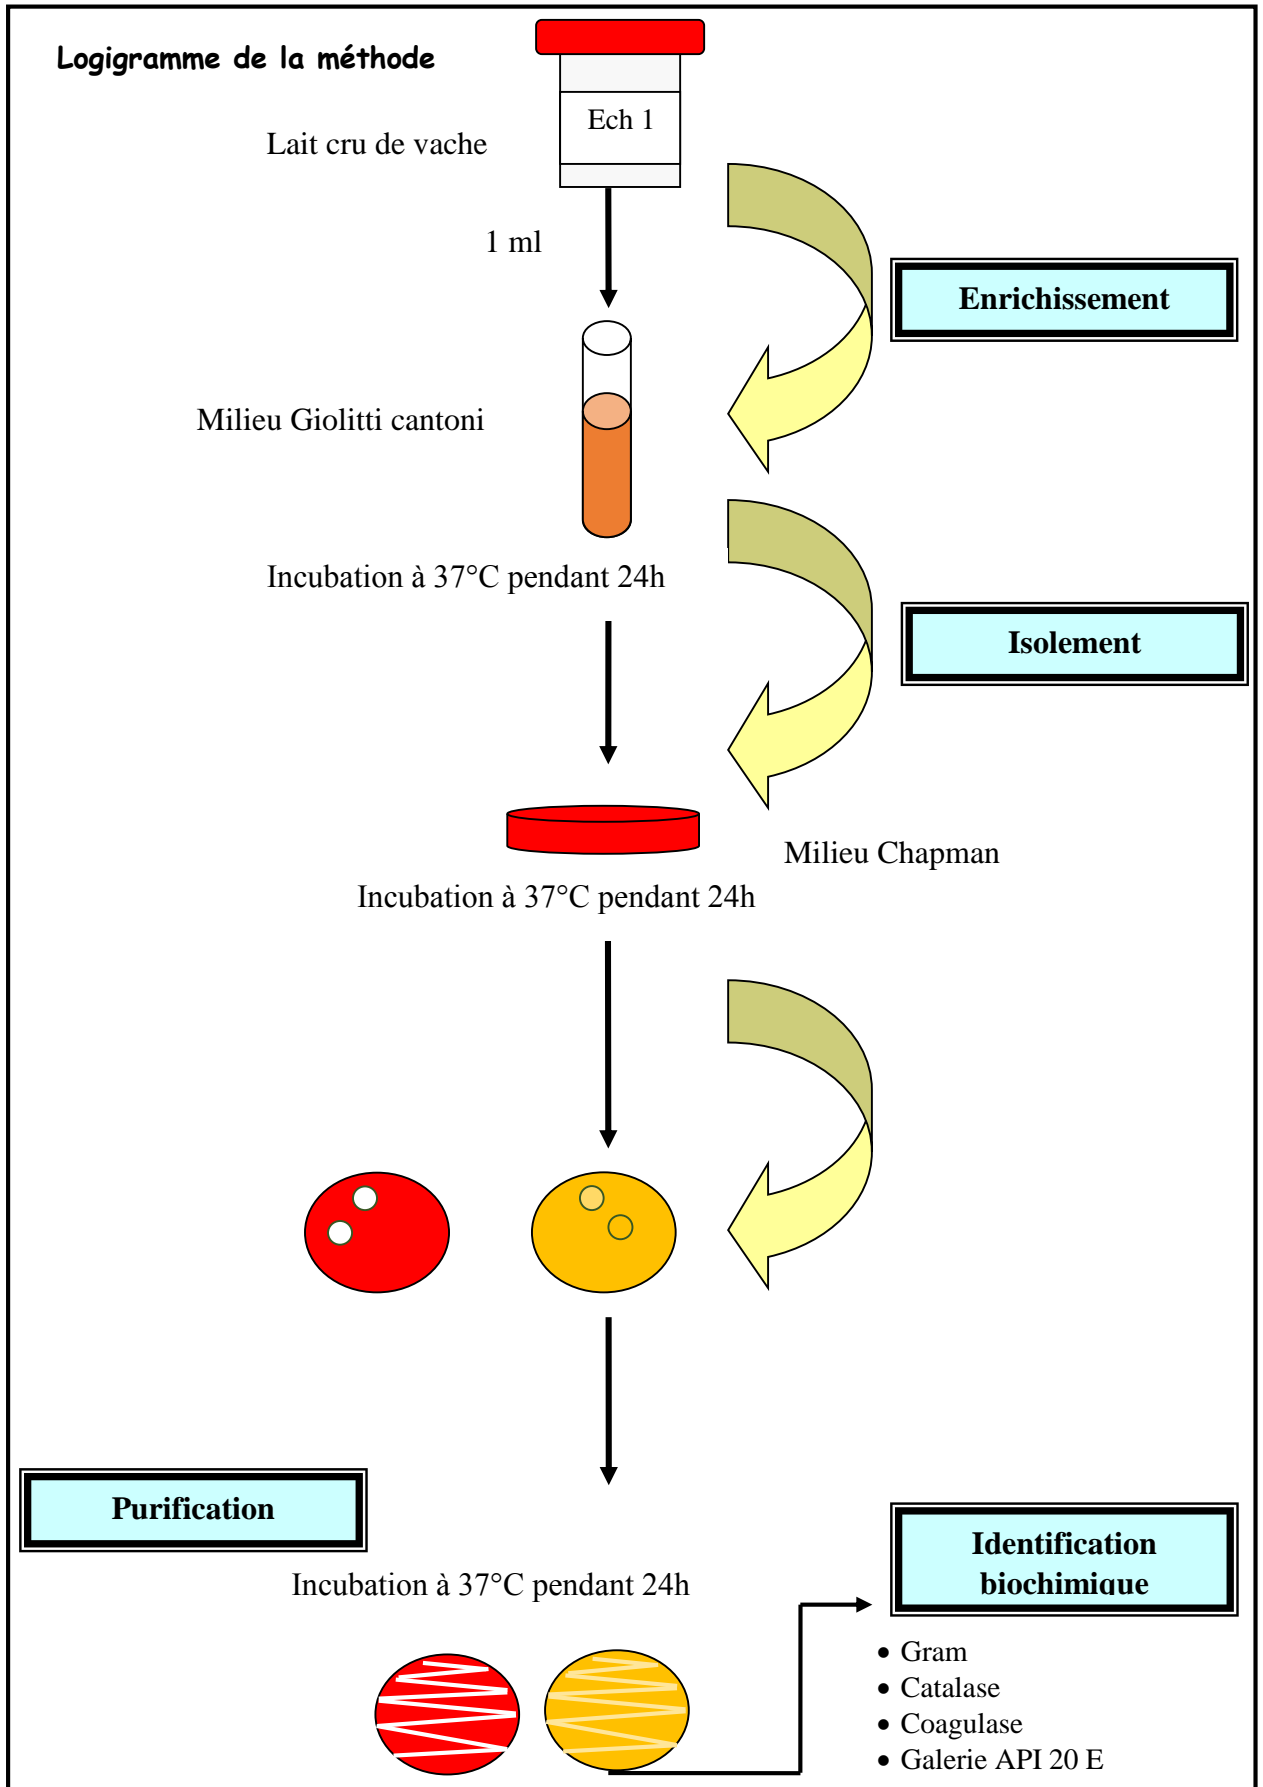 Logigramme de la méthode
Ech 1
Lait cru de vache
1 ml
Enrichissement
Milieu Giolitti cantoni
Incubation à 37°C pendant 24h
Isolement
Milieu Chapman
Incubation à 37°C pendant 24h
Purification
Incubation à 37°C pendant 24h
Identification
biochimique
• Gram
• Catalase
• Coagulase
• Galerie API 20 E